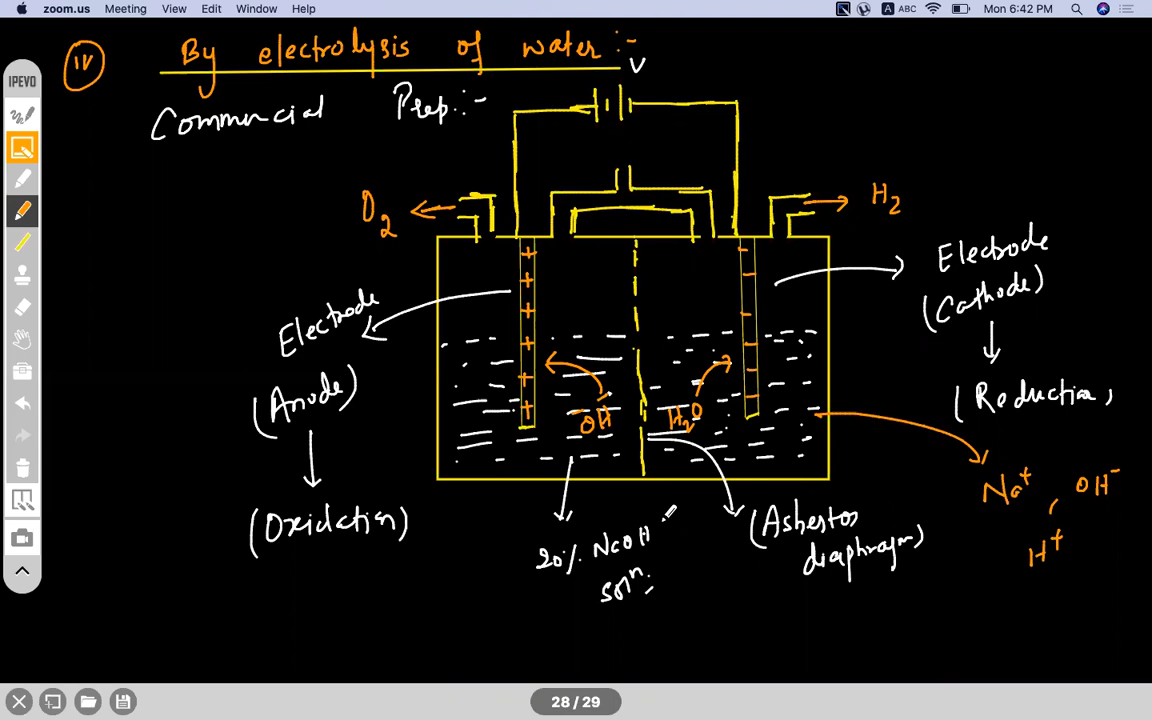 zoom.us Meeting View Edit Window Help
A ABC Mon 6:42 PM
IPEVO
(iv) By electrolysis of water :-
Commercial Prep :-
V
O2
H2
Electrode
(Anode)
(Oxidation)
Electrode
(Cathode)
(Reduction)
OH
H2O
20% NaOH
soln.
(Asbestos
diaphragm)
Na+ , OH-
H+
28 / 29